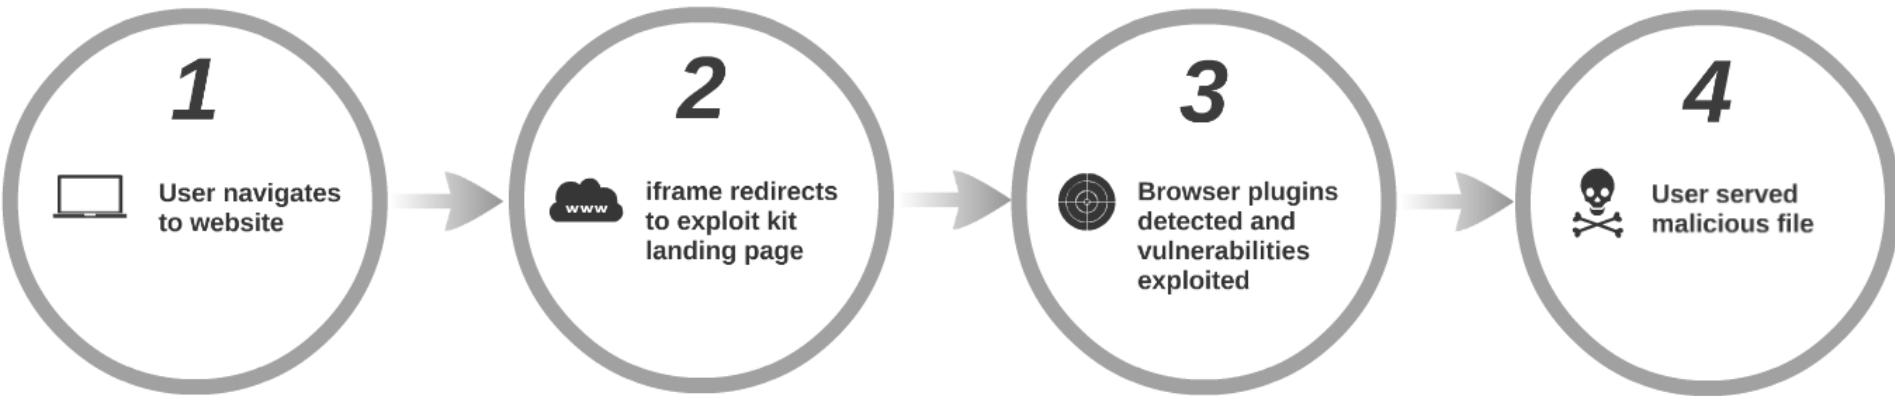 1
User navigates
to website
2
www
iframe redirects
to exploit kit
landing page
3
Browser plugins
detected and
vulnerabilities
exploited
4
User served
malicious file